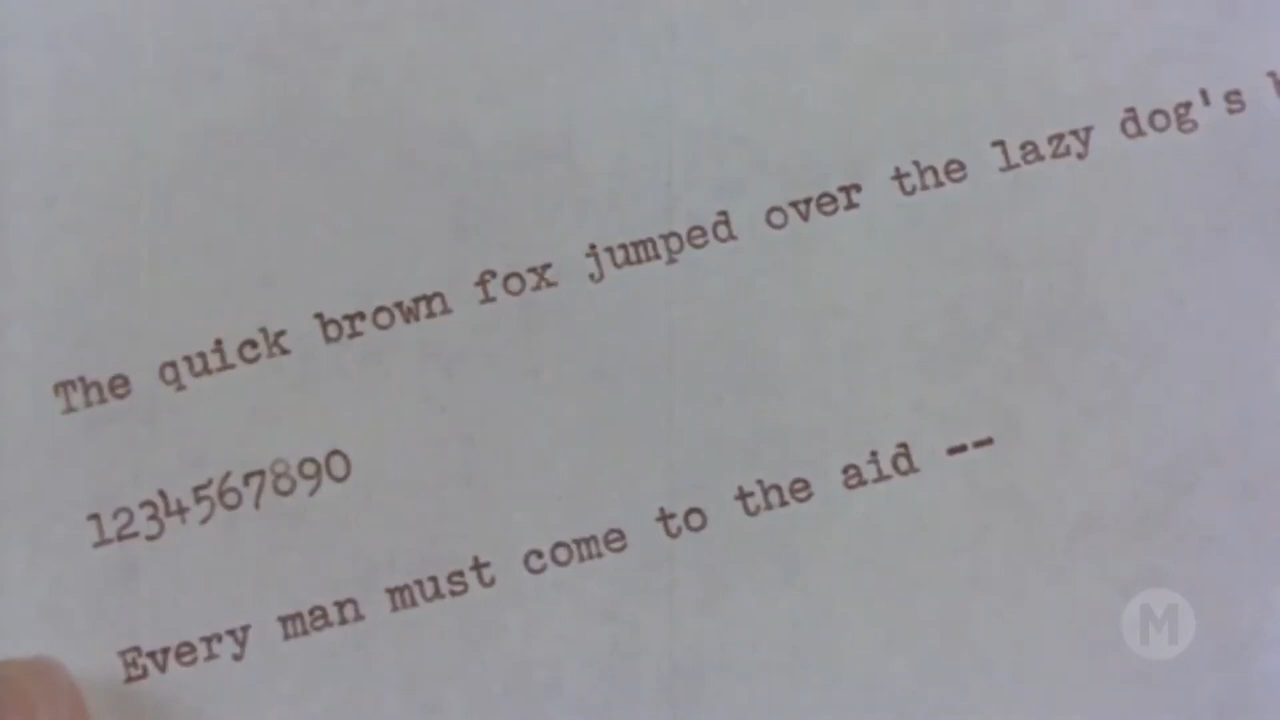 The quick brown fox jumped over the lazy dog's
1234567890
Every man must come to the aid --
M